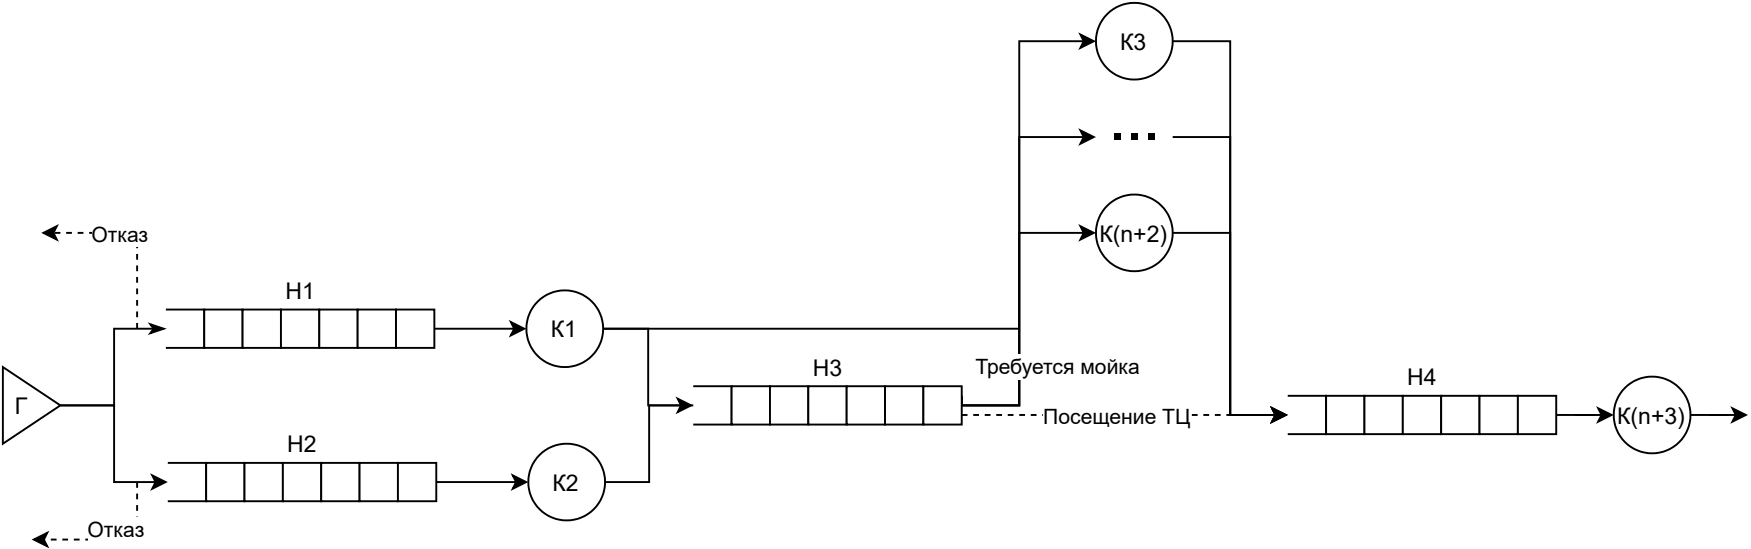 К3
К(n+2)
Отказ
Н1
К1
Требуется мойка
Н3
Н4
Г
Посещение ТЦ
К(n+3)
Н2
К2
Отказ